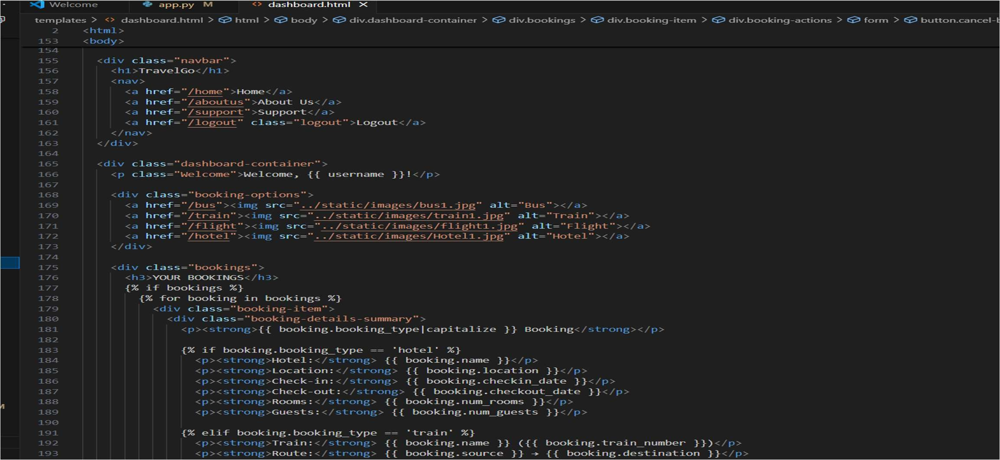 Welcome app.py M dashboard.html
templates > dashboard.html > html > body > div.dashboard-container > div.bookings > div.booking-item > div.booking-actions > form > button.cancel-b
2 <html>
153 <body>
154
155 <div class="navbar">
156 <h1>TravelGo</h1>
157 <nav>
158 <a href="/home">Home</a>
159 <a href="/aboutus">About Us</a>
160 <a href="/support">Support</a>
161 <a href="/logout" class="logout">Logout</a>
162 </nav>
163 </div>
164
165 <div class="dashboard-container">
166 <p class="Welcome">Welcome, {{ username }}!</p>
167
168 <div class="booking-options">
169 <a href="/bus"><img src="../static/images/bus1.jpg" alt="Bus"></a>
170 <a href="/train"><img src="../static/images/train1.jpg" alt="Train"></a>
171 <a href="/flight"><img src="../static/images/flight1.jpg" alt="Flight"></a>
172 <a href="/hotel"><img src="../static/images/Hotel1.jpg" alt="Hotel"></a>
173 </div>
174
175 <div class="bookings">
176 <h3>YOUR BOOKINGS</h3>
177 {% if bookings %}
178 {% for booking in bookings %}
179 <div class="booking-item">
180 <div class="booking-details-summary">
181 <p><strong>{{ booking.booking_type|capitalize }} Booking</strong></p>
182
183 {% if booking.booking_type == 'hotel' %}
184 <p><strong>Hotel:</strong> {{ booking.name }}</p>
185 <p><strong>Location:</strong> {{ booking.location }}</p>
186 <p><strong>Check-in:</strong> {{ booking.checkin_date }}</p>
187 <p><strong>Check-out:</strong> {{ booking.checkout_date }}</p>
188 <p><strong>Rooms:</strong> {{ booking.num_rooms }}</p>
189 <p><strong>Guests:</strong> {{ booking.num_guests }}</p>
190
191 {% elif booking.booking_type == 'train' %}
192 <p><strong>Train:</strong> {{ booking.name }} ({{ booking.train_number }})</p>
193 <p><strong>Route:</strong> {{ booking.source }} → {{ booking.destination }}</p>